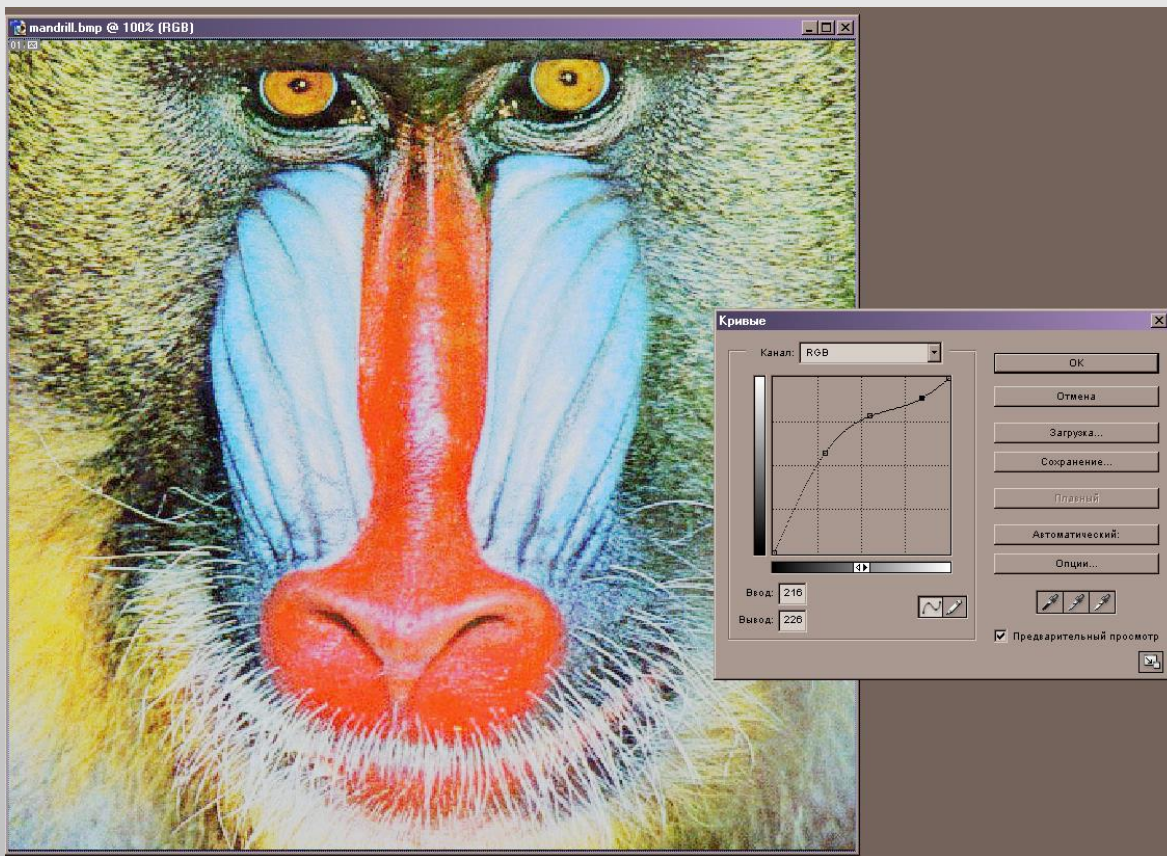 mandrill.bmp @ 100% (RGB)
01
Кривые
Канал: RGB
OK
Отмена
Загрузка...
Сохранение...
Плавный
Автоматический:
Опции...
Ввод: 216
Вывод: 226
Предварительный просмотр